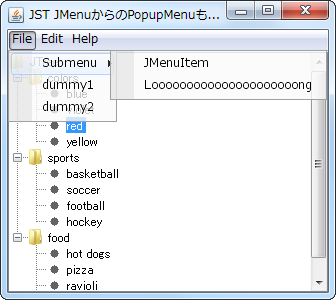 JST JMenuからのPopupMenuも...
File Edit Help
Submenu
JMenuItem
dummy1
Looooooooooooooooooooooong
dummy2
red
yellow
sports
basketball
soccer
football
hockey
food
hot dogs
pizza
ravioli